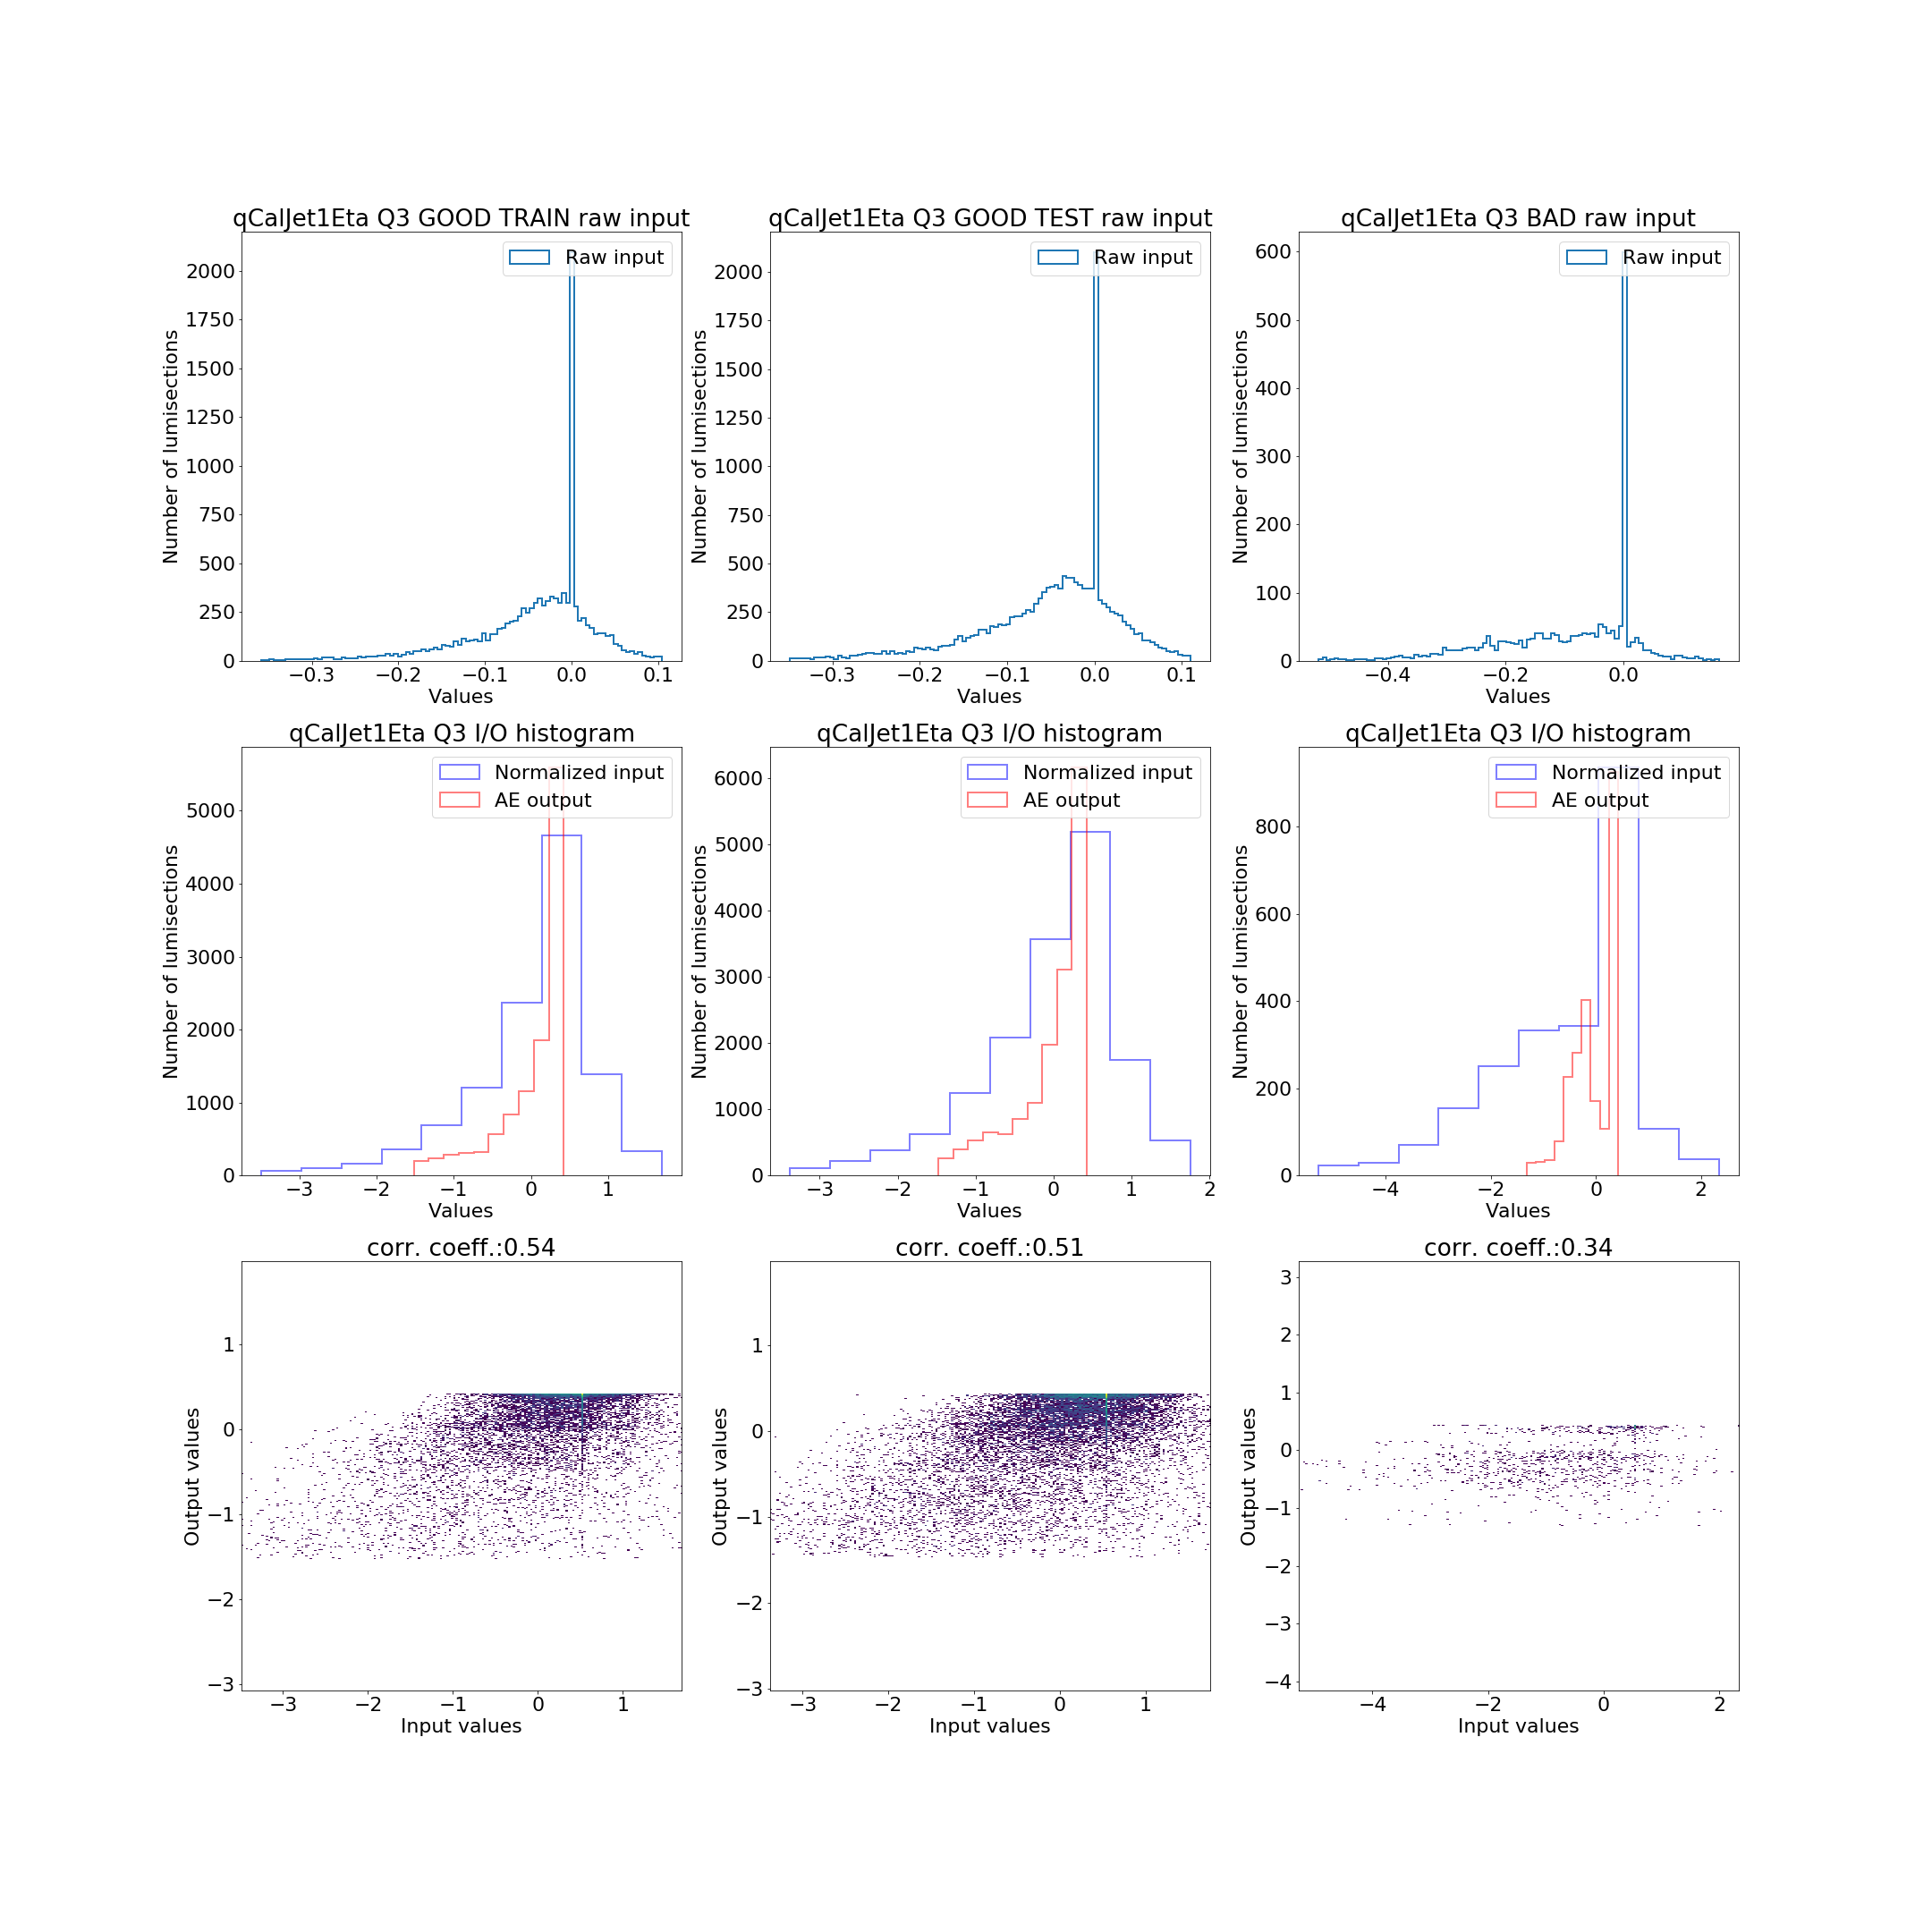 qCalJet1Eta Q3 GOOD TRAIN raw input
Raw input
2000
1750
1500
1250
1000
750
500
250
0
Number of lumisections
−0.3 −0.2 −0.1 0.0 0.1
Values
qCalJet1Eta Q3 GOOD TEST raw input
Raw input
2000
1750
1500
1250
1000
750
500
250
0
Number of lumisections
−0.3 −0.2 −0.1 0.0 0.1
Values
qCalJet1Eta Q3 BAD raw input
Raw input
600
500
400
300
200
100
0
Number of lumisections
−0.4 −0.2 0.0
Values
qCalJet1Eta Q3 I/O histogram
Normalized input
AE output
5000
4000
3000
2000
1000
0
Number of lumisections
−3 −2 −1 0 1
Values
qCalJet1Eta Q3 I/O histogram
Normalized input
AE output
6000
5000
4000
3000
2000
1000
0
Number of lumisections
−3 −2 −1 0 1 2
Values
qCalJet1Eta Q3 I/O histogram
Normalized input
AE output
800
600
400
200
0
Number of lumisections
−4 −2 0 2
Values
corr. coeff.:0.54
1
0
−1
−2
−3
Output values
−3 −2 −1 0 1
Input values
corr. coeff.:0.51
1
0
−1
−2
−3
Output values
−3 −2 −1 0 1
Input values
corr. coeff.:0.34
3
2
1
0
−1
−2
−3
−4
Output values
−4 −2 0 2
Input values